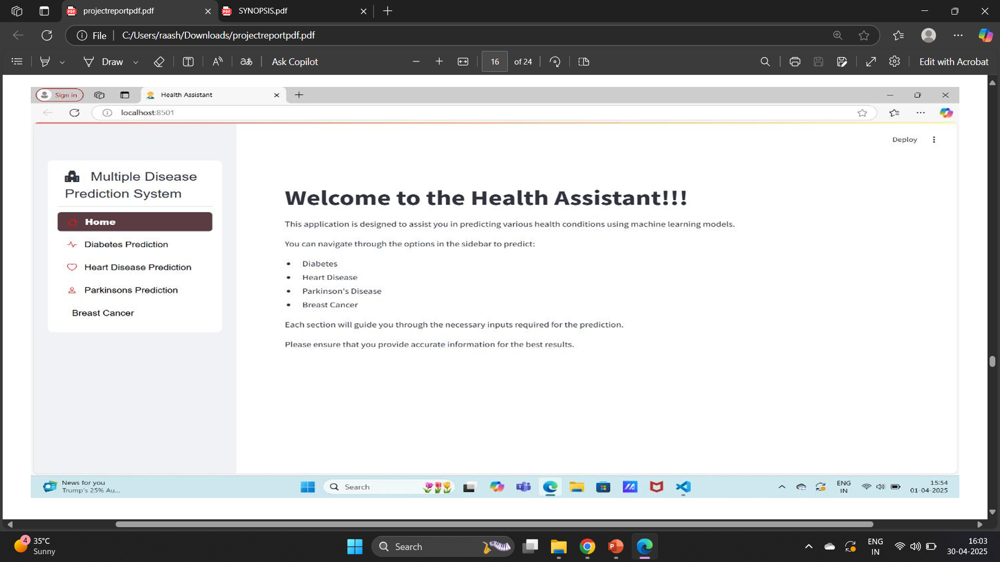 projectreportpdf.pdf
SYNOPSIS.pdf
File
C:/Users/raash/Downloads/projectreportpdf.pdf
Draw
Ask Copilot
16 of 24
Edit with Acrobat
Sign in
Health Assistant
localhost:8501
Deploy
Multiple Disease
Prediction System
Home
Diabetes Prediction
Heart Disease Prediction
Parkinsons Prediction
Breast Cancer
Welcome to the Health Assistant!!!
This application is designed to assist you in predicting various health conditions using machine learning models.
You can navigate through the options in the sidebar to predict:
• Diabetes
• Heart Disease
• Parkinson's Disease
• Breast Cancer
Each section will guide you through the necessary inputs required for the prediction.
Please ensure that you provide accurate information for the best results.
News for you
Trump's 25% Au...
Search
ENG
IN
15:54
01-04-2025
4
35°C
Sunny
Search
ENG
IN
16:03
30-04-2025